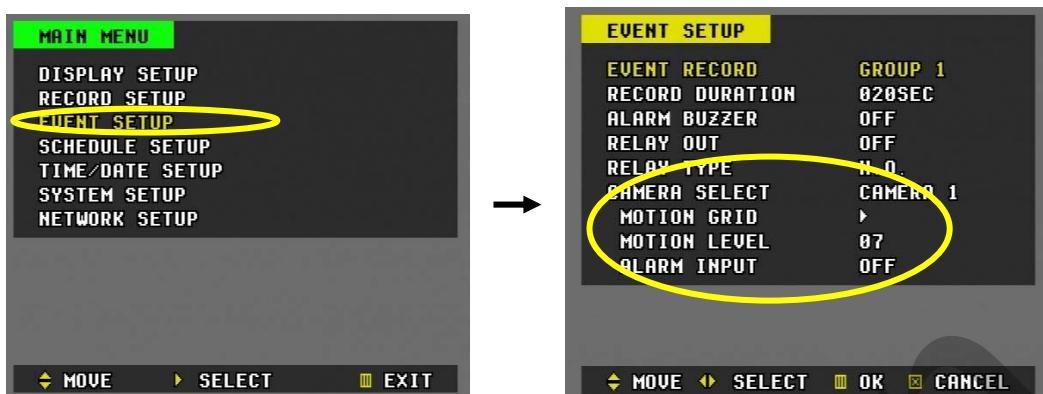 MAIN MENU
DISPLAY SETUP
RECORD SETUP
EVENT SETUP
SCHEDULE SETUP
TIME/DATE SETUP
SYSTEM SETUP
NETWORK SETUP
MOVE SELECT EXIT
EVENT SETUP
EVENT RECORD GROUP 1
RECORD DURATION 020SEC
ALARM BUZZER OFF
RELAY OUT OFF
RELAY TYPE N.O.
CAMERA SELECT CAMERA 1
MOTION GRID
MOTION LEVEL 07
ALARM INPUT OFF
MOVE SELECT OK CANCEL